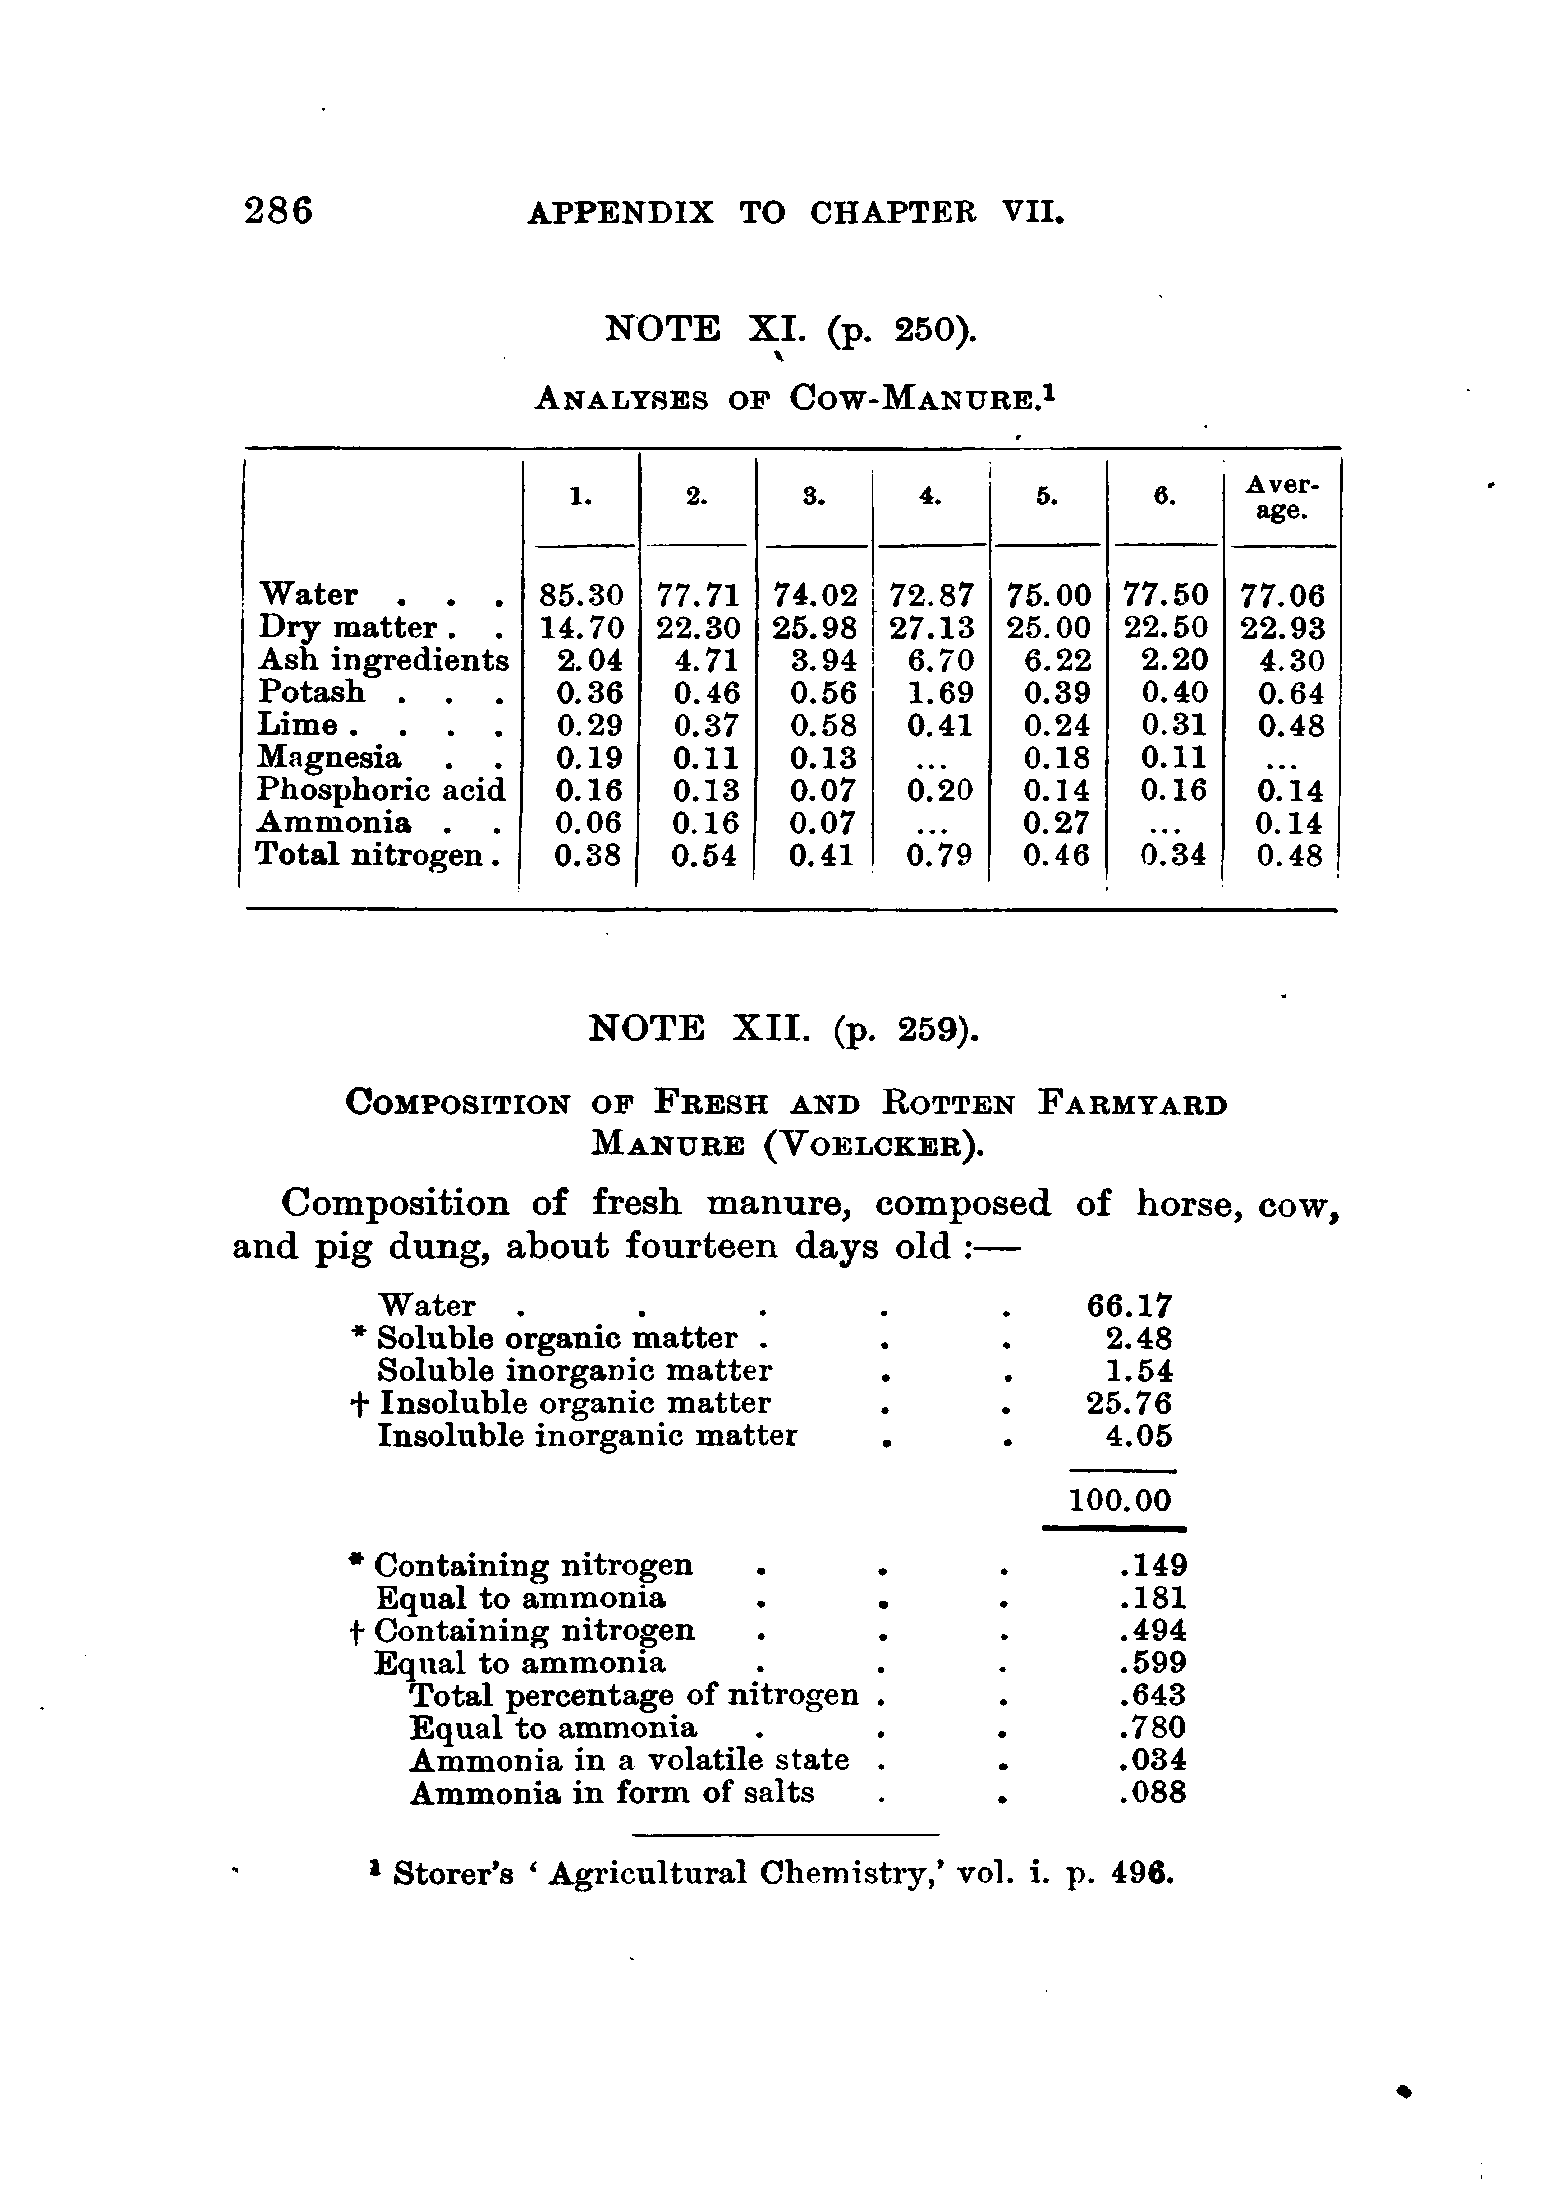 286 APPENDIX TO CHAPTER VII.
NOTE XI. (p. 250).
ANALYSES OF COW-MANURE.¹
1. 2. 3. 4. 5. 6. Aver-
age.
Water . . . 85.30 77.71 74.02 72.87 75.00 77.50 77.06
Dry matter . . 14.70 22.30 25.98 27.13 25.00 22.50 22.93
Ash ingredients 2.04 4.71 3.94 6.70 6.22 2.20 4.30
Potash . . . 0.36 0.46 0.56 1.69 0.39 0.40 0.64
Lime . . . . 0.29 0.37 0.58 0.41 0.24 0.31 0.48
Magnesia . . 0.19 0.11 0.13 ... 0.18 0.11 ...
Phosphoric acid 0.16 0.13 0.07 0.20 0.14 0.16 0.14
Ammonia . . 0.06 0.16 0.07 ... 0.27 ... 0.14
Total nitrogen . 0.38 0.54 0.41 0.79 0.46 0.34 0.48
NOTE XII. (p. 259).
COMPOSITION OF FRESH AND ROTTEN FARMYARD
MANURE (VOELCKER).
Composition of fresh manure, composed of horse, cow,
and pig dung, about fourteen days old :—
Water . . . . . 66.17
* Soluble organic matter . . . 2.48
Soluble inorganic matter . . 1.54
† Insoluble organic matter . . 25.76
Insoluble inorganic matter . . 4.05
100.00
* Containing nitrogen . . . .149
Equal to ammonia . . . .181
† Containing nitrogen . . . .494
Equal to ammonia . . . .599
Total percentage of nitrogen . . .643
Equal to ammonia . . . .780
Ammonia in a volatile state . . .034
Ammonia in form of salts . . .088
¹ Storer's ‘ Agricultural Chemistry,’ vol. i. p. 496.